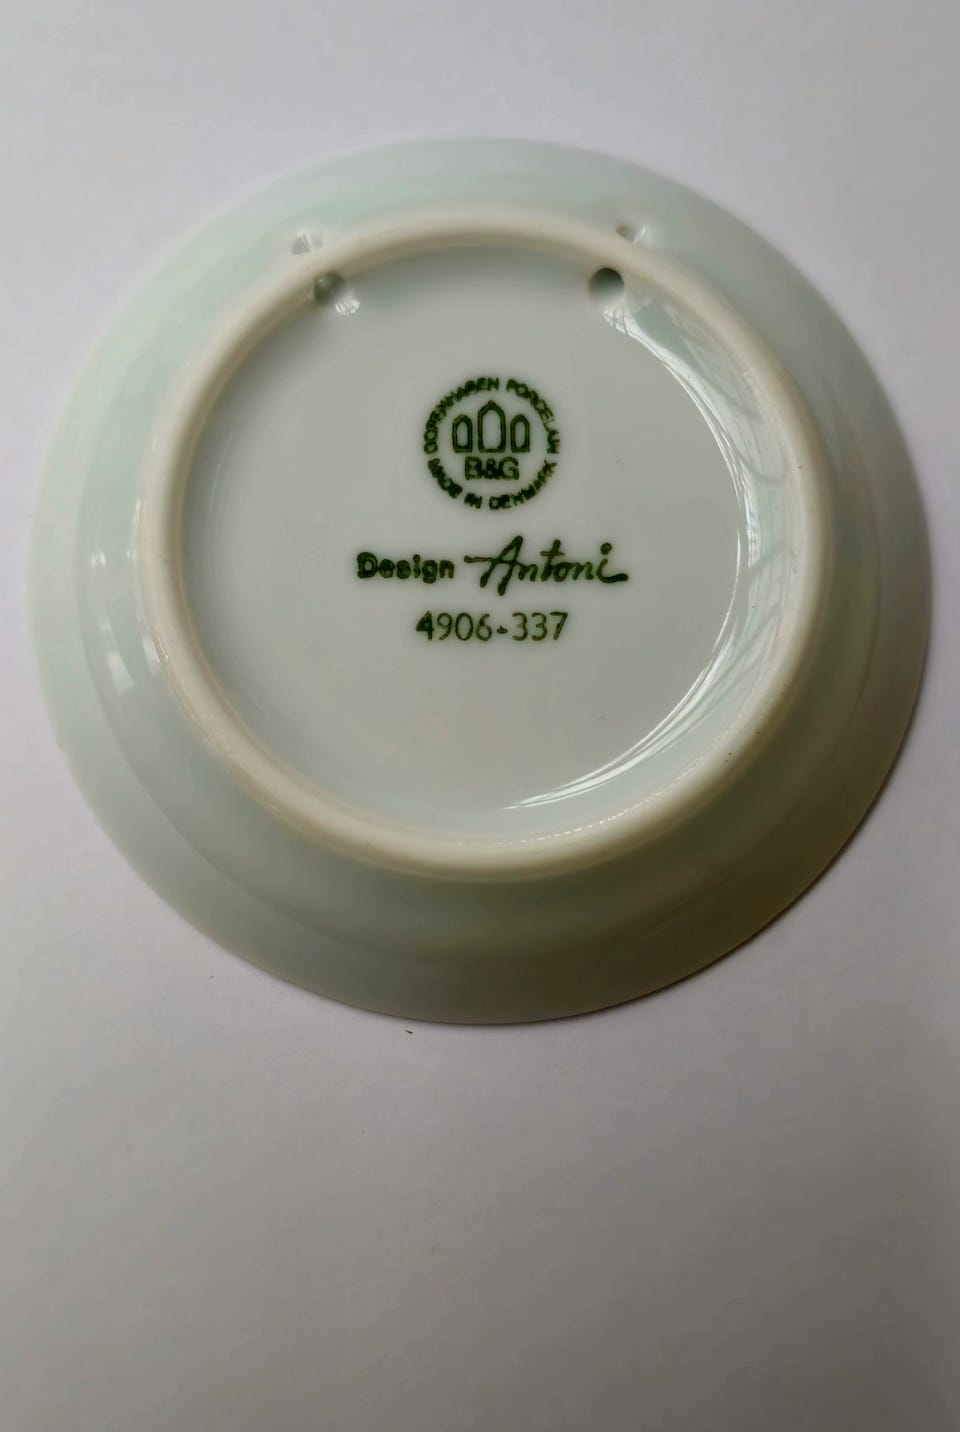 COPENHAGEN PORCELAIN
B&G
MADE IN DENMARK
Design Antoni
4906-337